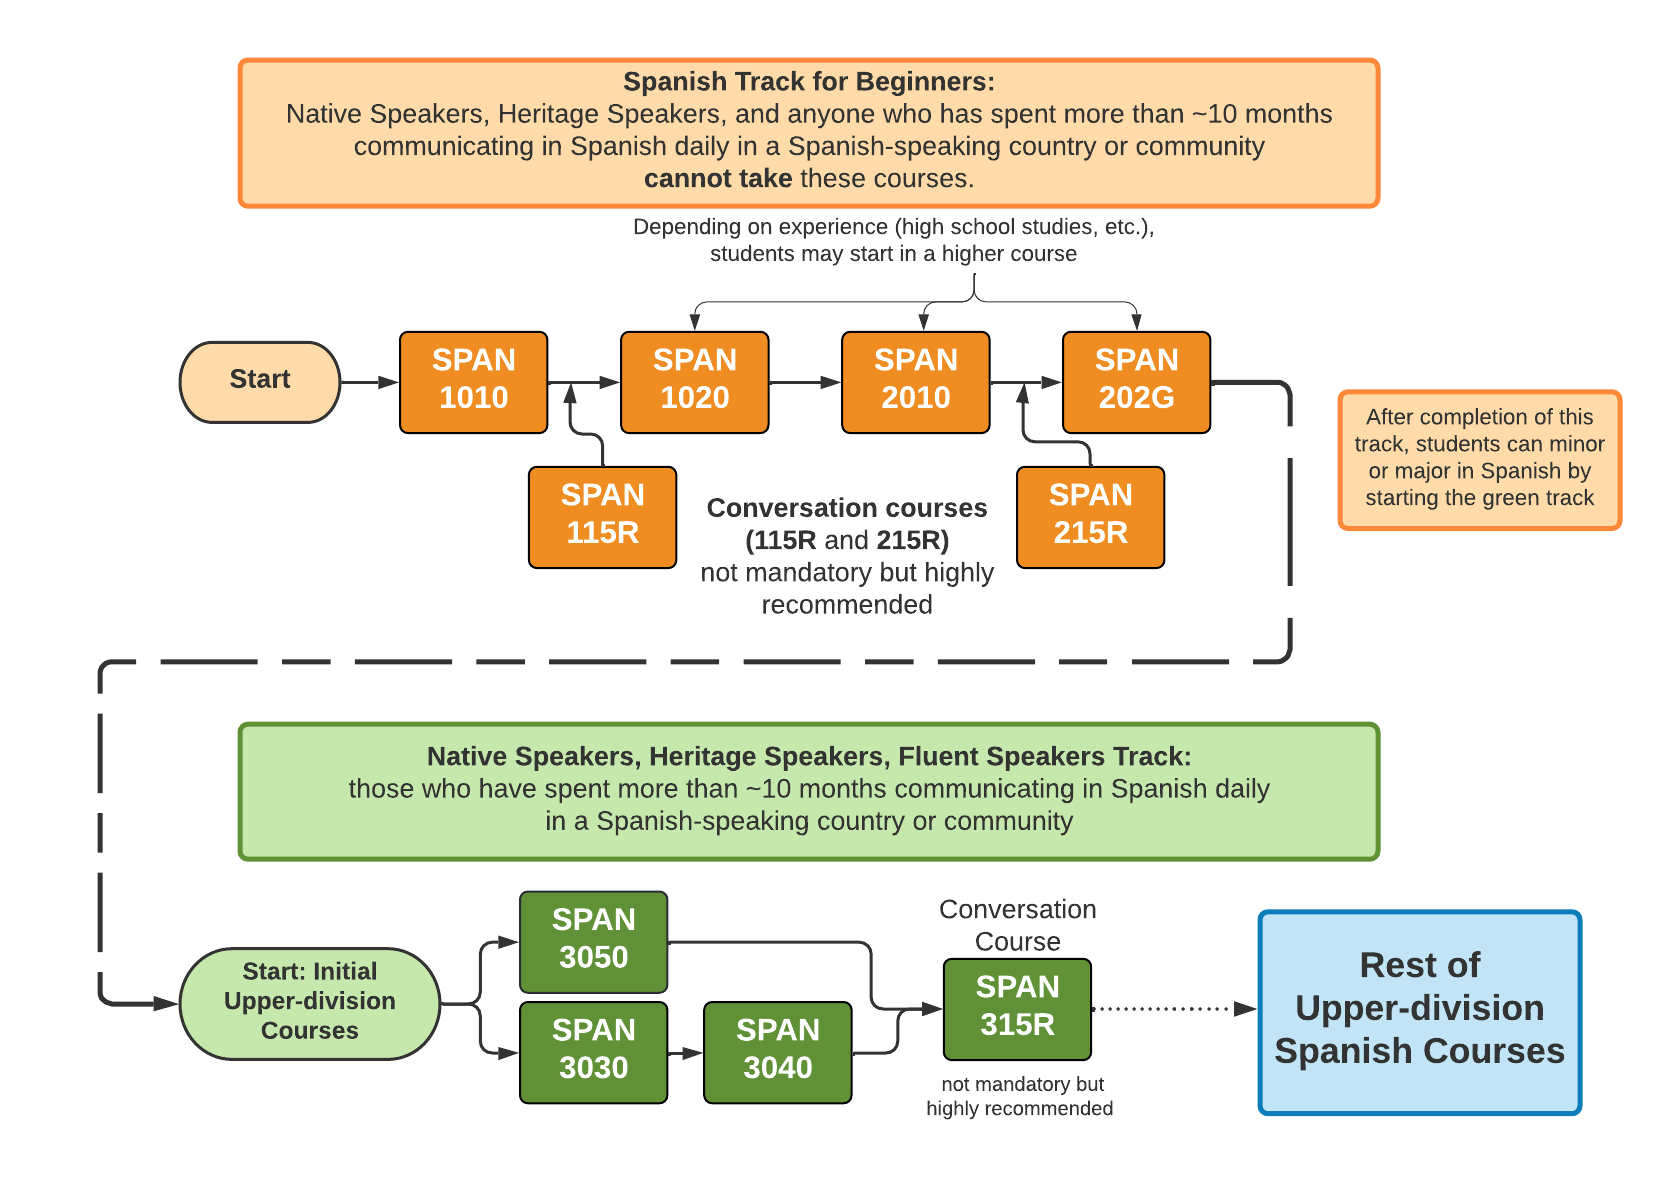 Spanish Track for Beginners:
Native Speakers, Heritage Speakers, and anyone who has spent more than ~10 months
communicating in Spanish daily in a Spanish-speaking country or community
cannot take these courses.
Depending on experience (high school studies, etc.),
students may start in a higher course
Start
SPAN
1010
SPAN
1020
SPAN
2010
SPAN
202G
After completion of this
track, students can minor
or major in Spanish by
starting the green track
SPAN
115R
Conversation courses
(115R and 215R)
not mandatory but highly
recommended
SPAN
215R
Native Speakers, Heritage Speakers, Fluent Speakers Track:
those who have spent more than ~10 months communicating in Spanish daily
in a Spanish-speaking country or community
Start: Initial
Upper-division
Courses
SPAN
3050
SPAN
3030
SPAN
3040
Conversation
Course
SPAN
315R
not mandatory but
highly recommended
Rest of
Upper-division
Spanish Courses